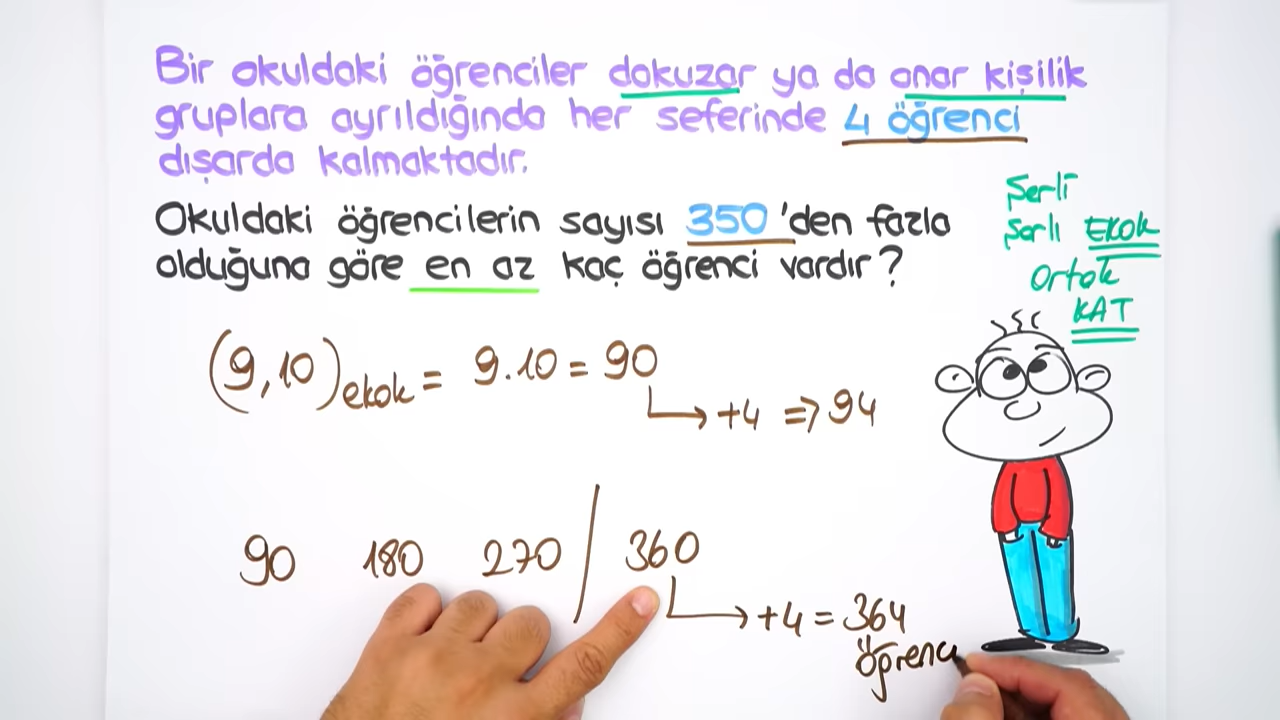 Bir okuldaki öğrenciler dokuzar ya da onar kişilik
gruplara ayrıldığında her seferinde 4 öğrenci
dışarda kalmaktadır.
Okuldaki öğrencilerin sayısı 350'den fazla
olduğuna göre en az kaç öğrenci vardır?
Şerli
Şarlı EKOK
Ortak
KAT
(9,10)ekok = 9.10 = 90
+4 => 94
90 180 270 / 360
+4 = 364
Öğrenci